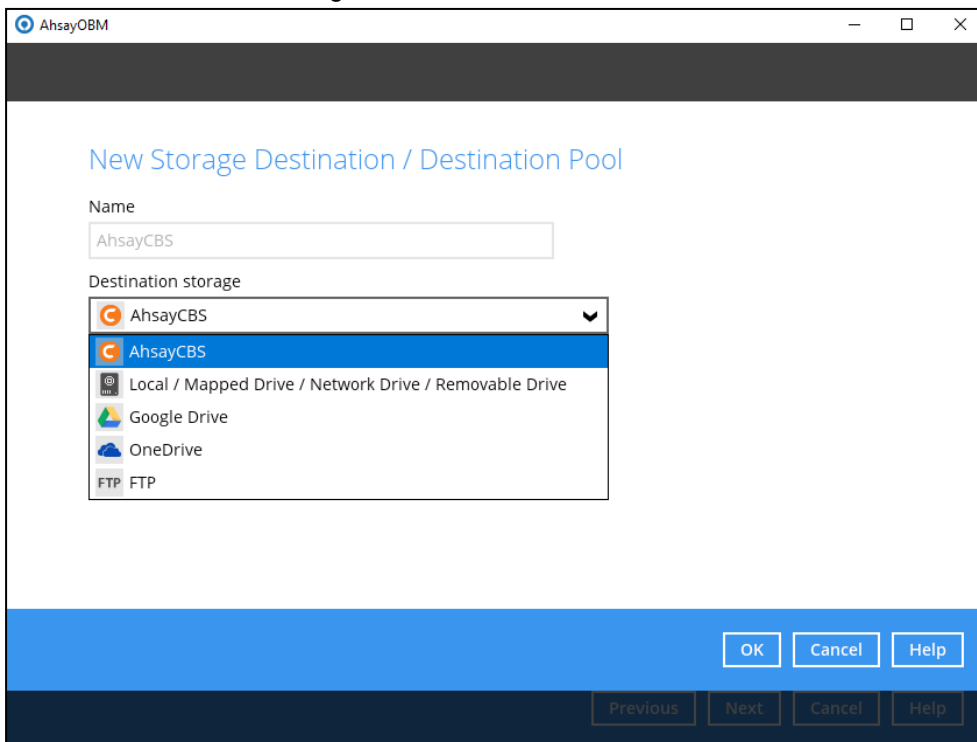 AhsayOBM
New Storage Destination / Destination Pool
Name
AhsayCBS
Destination storage
AhsayCBS
AhsayCBS
Local / Mapped Drive / Network Drive / Removable Drive
Google Drive
OneDrive
FTP FTP
OK Cancel Help
Previous Next Cancel Help